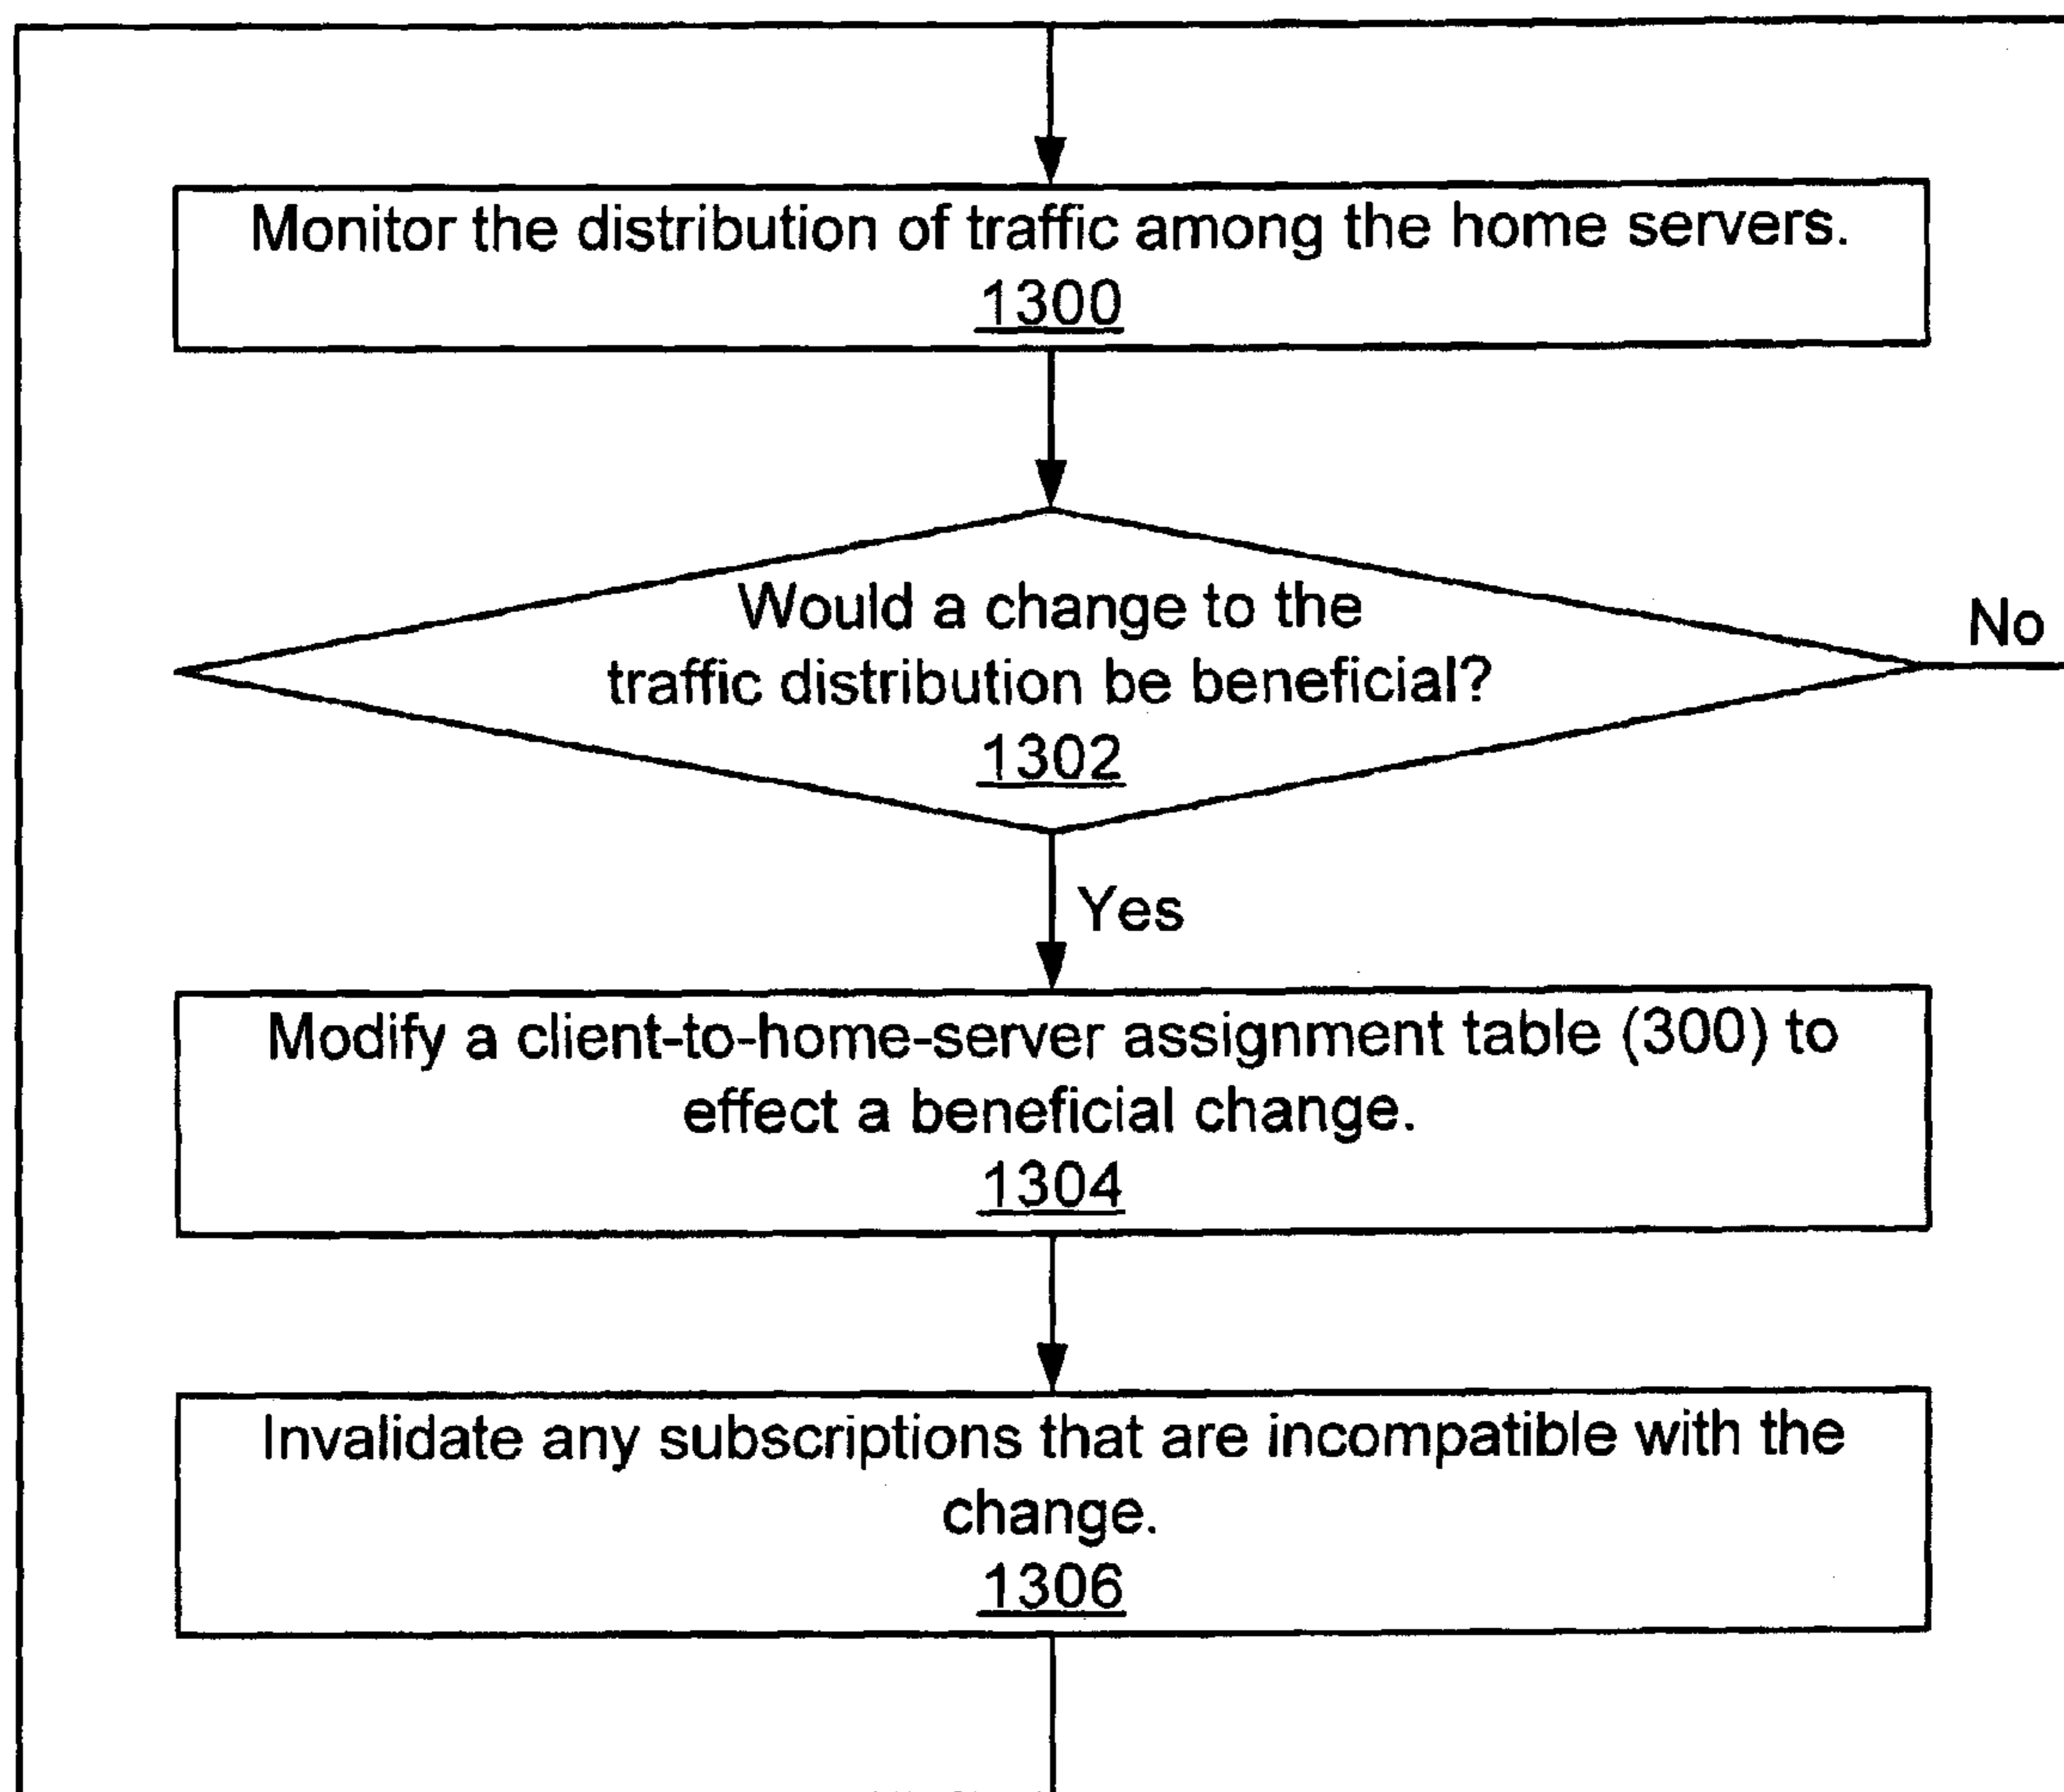 Monitor the distribution of traffic among the home servers.
1300
Would a change to the
traffic distribution be beneficial?
1302
No
Yes
Modify a client-to-home-server assignment table (300) to
effect a beneficial change.
1304
Invalidate any subscriptions that are incompatible with the
change.
1306